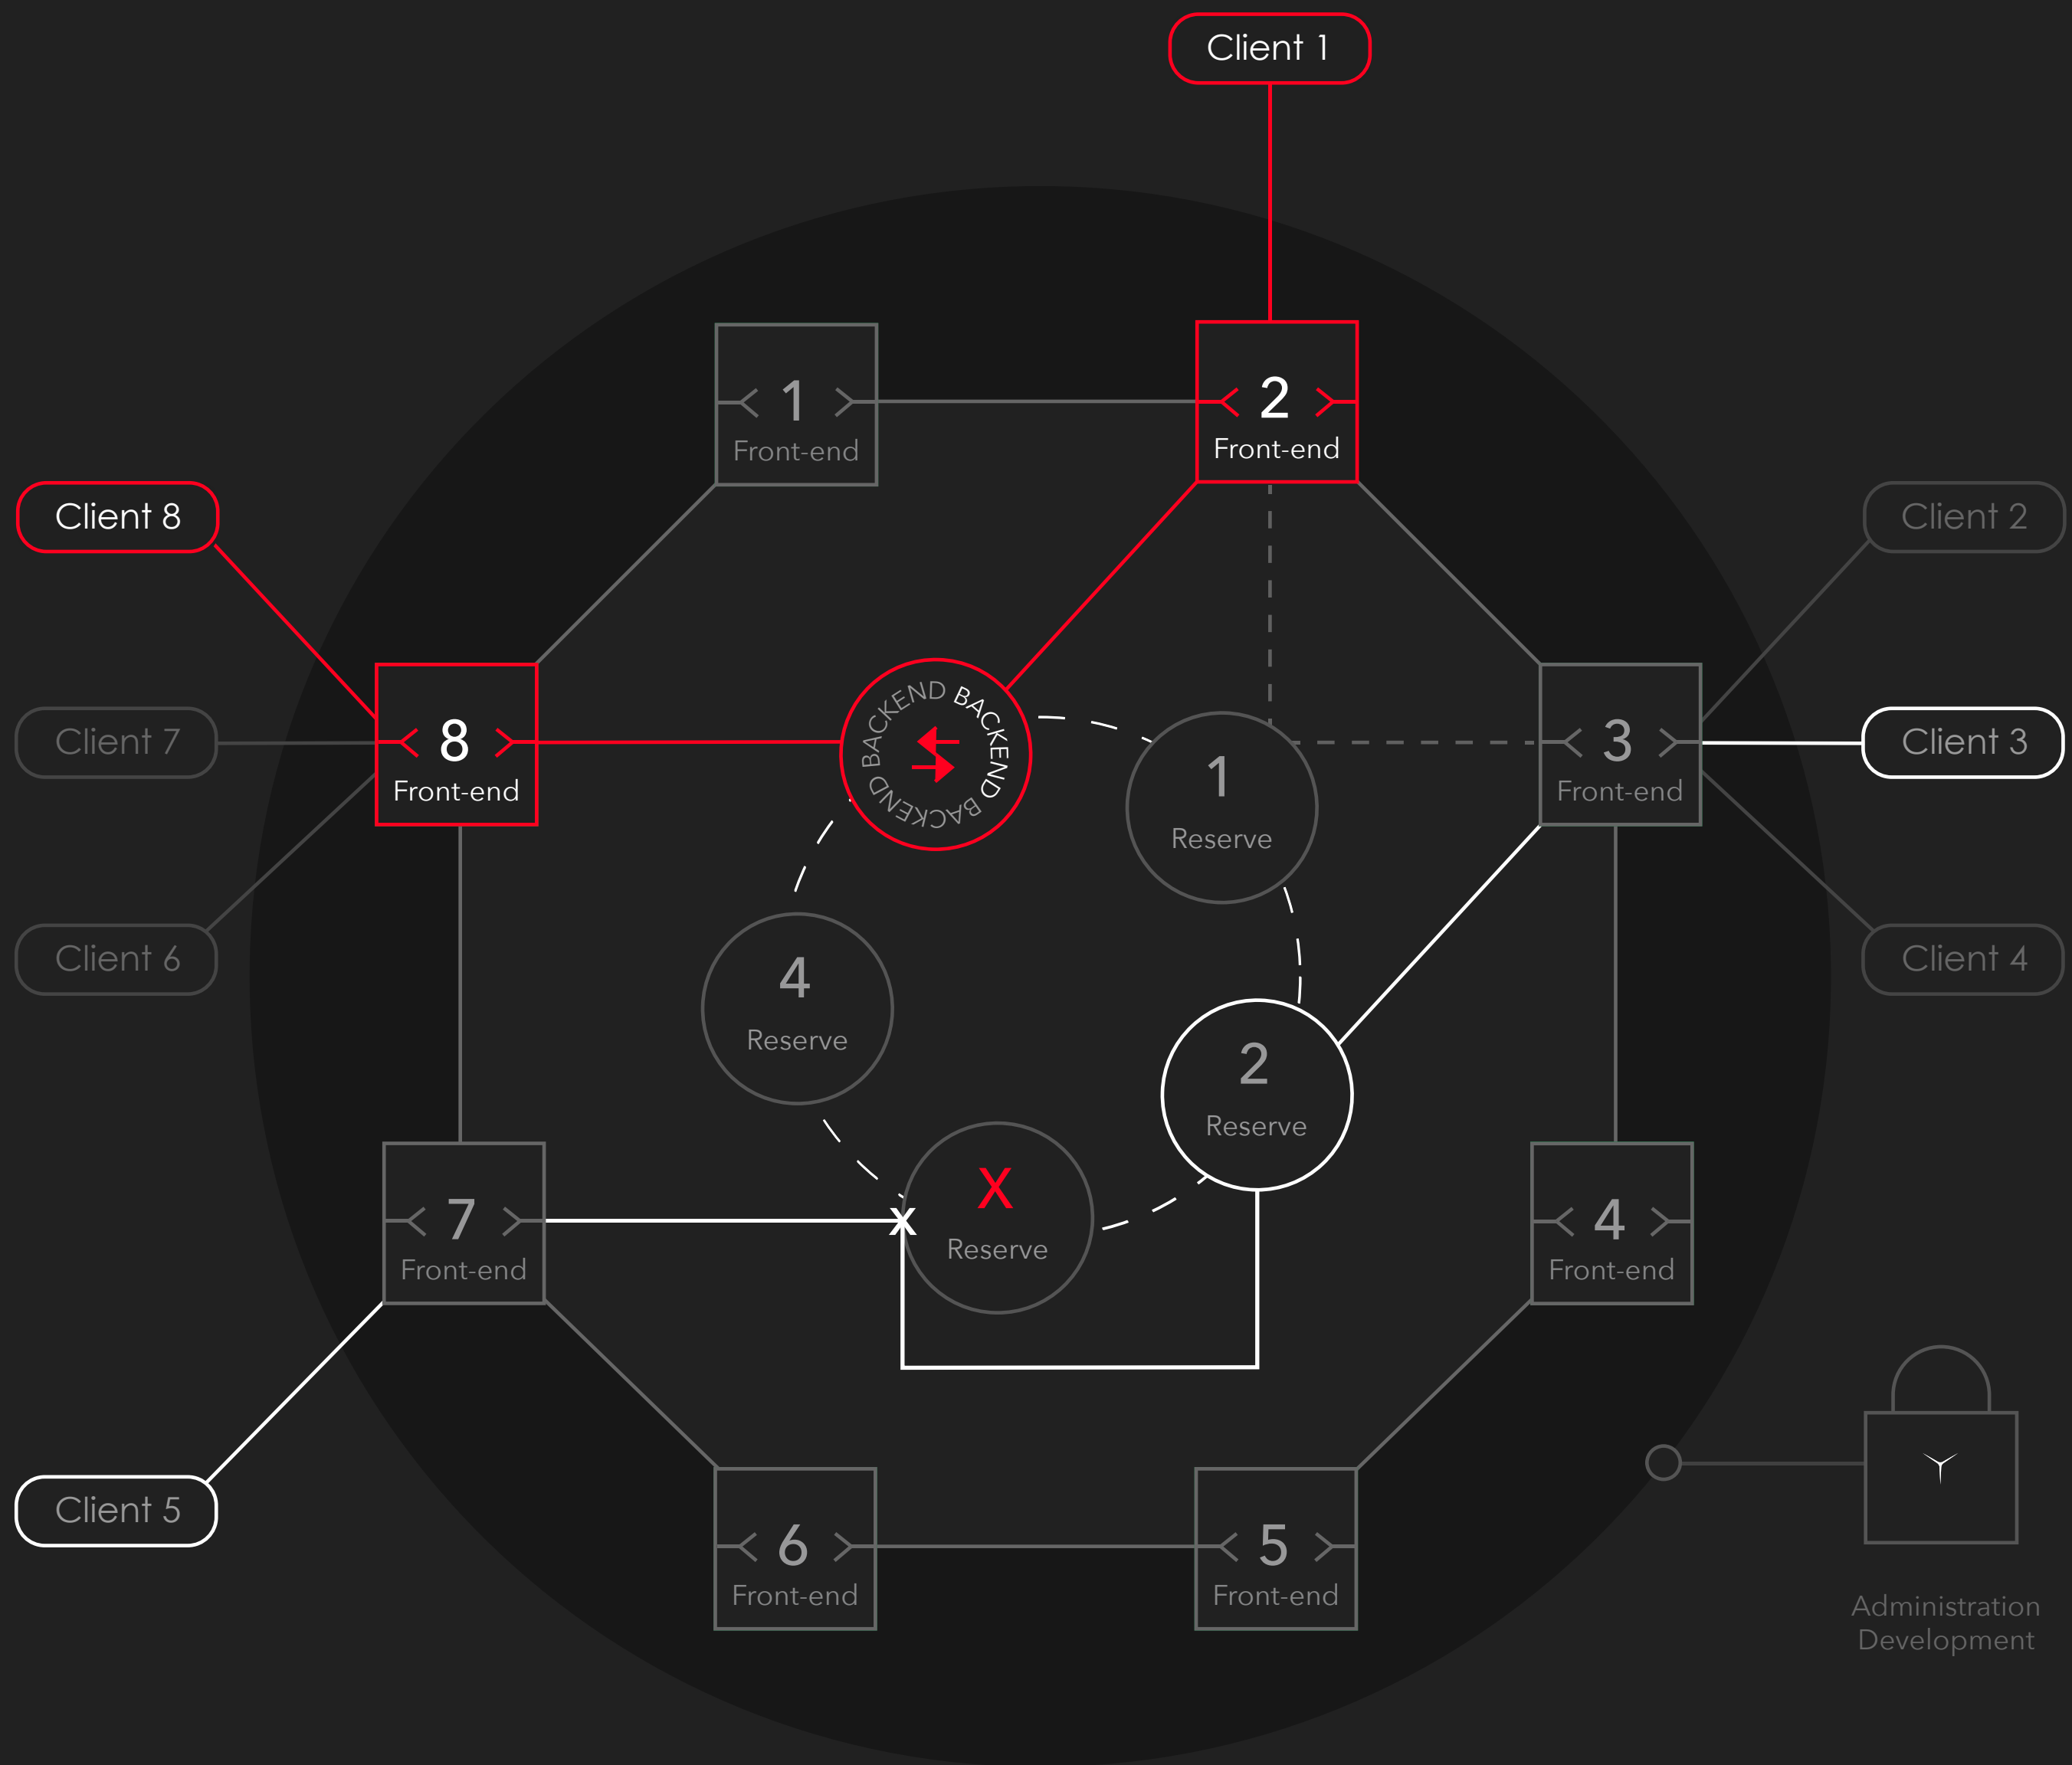 Client 1
1
Front-end
2
Front-end
Client 8
Client 2
BACKEND BACKEND BACKEND
8
Front-end
Client 7
3
Front-end
Client 3
1
Reserve
Client 6
Client 4
4
Reserve
2
Reserve
X
X
Reserve
7
Front-end
4
Front-end
Client 5
6
Front-end
5
Front-end
Administration
Development